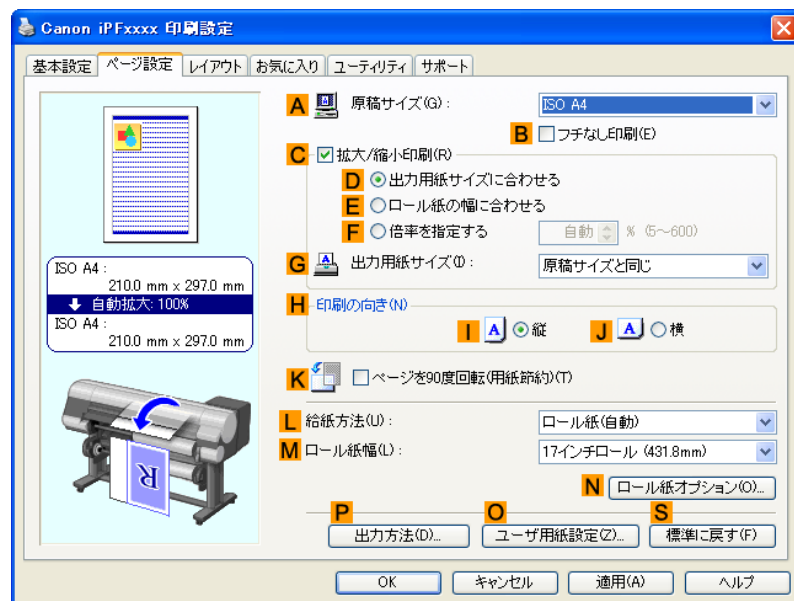 Canon iPFxxxx 印刷設定
基本設定 ページ設定 レイアウト お気に入り ユーティリティ サポート
A 原稿サイズ(G): ISO A4
B フチなし印刷(E)
C 拡大/縮小印刷(R)
D 出力用紙サイズに合わせる
E ロール紙の幅に合わせる
F 倍率を指定する 自動 % (5～600)
G 出力用紙サイズ(I): 原稿サイズと同じ
ISO A4:
210.0 mm x 297.0 mm
自動拡大: 100%
ISO A4:
210.0 mm x 297.0 mm
H 印刷の向き(N)
I A 縦 J A 横
K ページを90度回転(用紙節約)(T)
L 給紙方法(U): ロール紙(自動)
M ロール紙幅(L): 17インチロール (431.8mm)
R
N ロール紙オプション(O)...
P O S
出力方法(D)... ユーザ用紙設定(Z)... 標準に戻す(F)
OK キャンセル 適用(A) ヘルプ